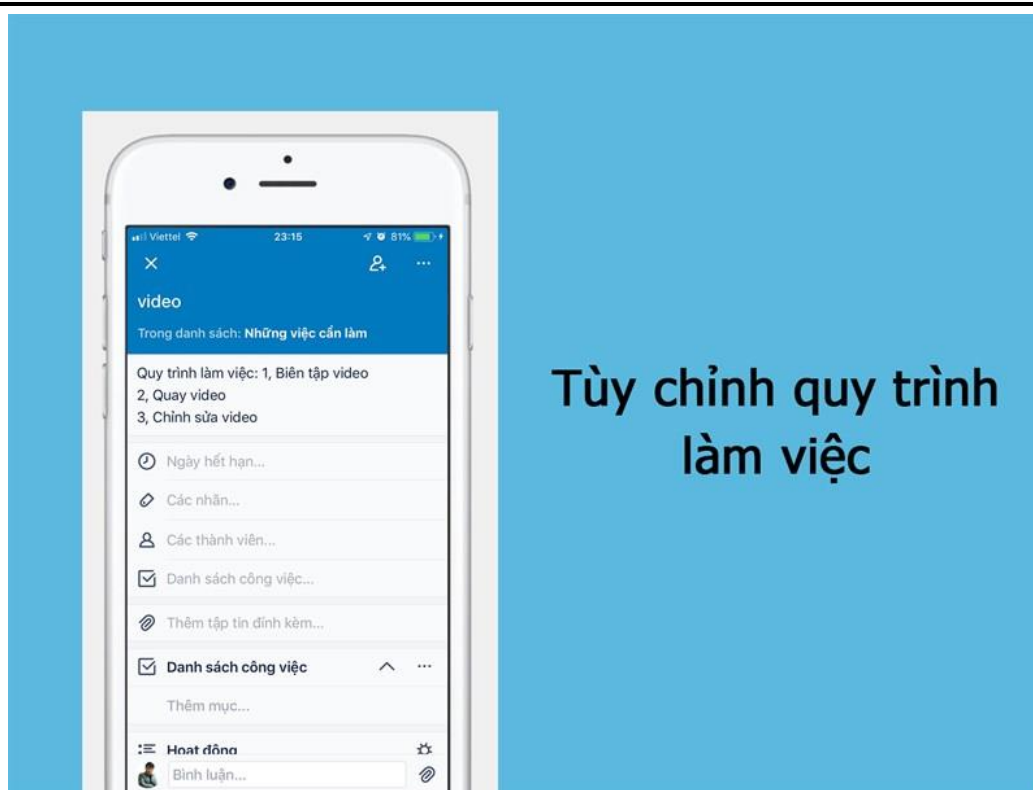 Viettel 23:15 81%
video
Trong danh sách: Những việc cần làm
Quy trình làm việc: 1, Biên tập video
2, Quay video
3, Chỉnh sửa video
Ngày hết hạn...
Các nhãn...
Các thành viên...
Danh sách công việc...
Thêm tập tin đính kèm...
Danh sách công việc
Thêm mục...
Hoạt động
Bình luận...
Tùy chỉnh quy trình
làm việc